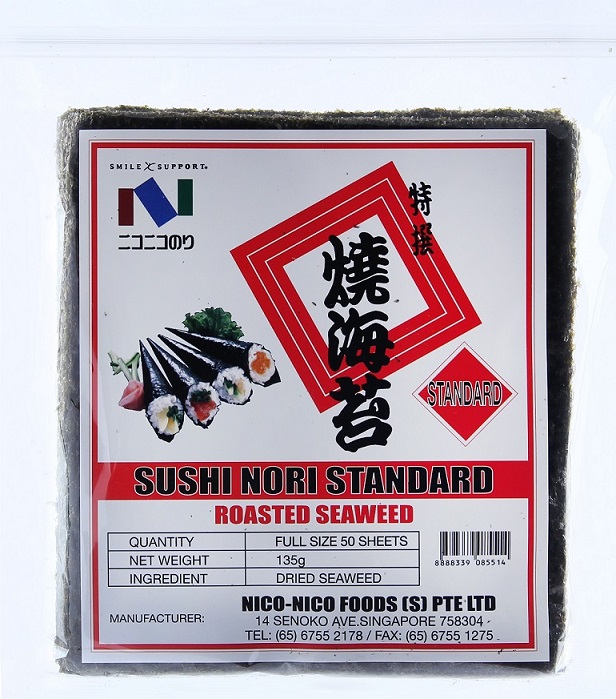 SMILE X SUPPORT®
ニコニコのり
特撰
燒海苔
STANDARD
SUSHI NORI STANDARD
ROASTED SEAWEED
QUANTITY FULL SIZE 50 SHEETS
NET WEIGHT 135g
INGREDIENT DRIED SEAWEED
8888339 085514
MANUFACTURER: NICO-NICO FOODS (S) PTE LTD
14 SENOKO AVE.SINGAPORE 758304
TEL: (65) 6755 2178 / FAX: (65) 6755 1275